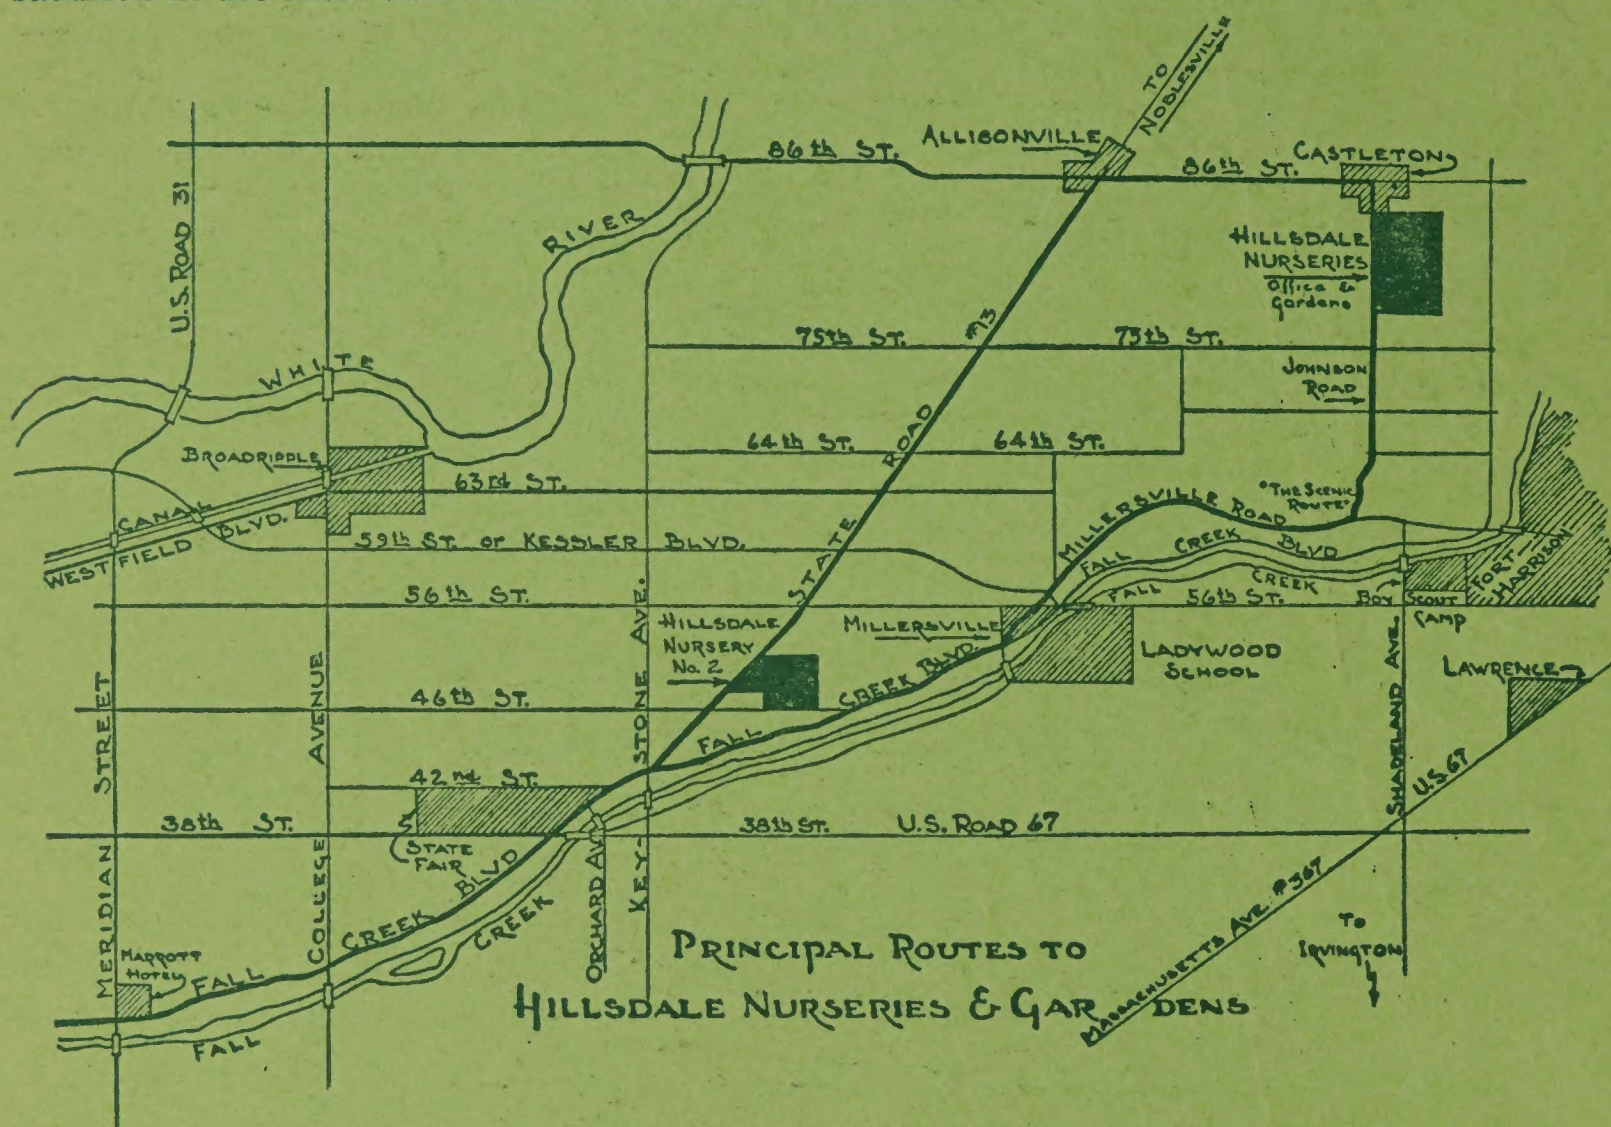 TO
NOBLESVILLE
ALLISONVILLE
86th ST.
86th ST.
CASTLETON
U.S. ROAD 31
RIVER
HILLSDALE
NURSERIES
Office &
Gardens
STATE ROAD #13
75th ST.
75th ST.
WHITE
JOHNSON
ROAD
64th ST.
64th ST.
BROADRIPPLE
63rd ST.
"THE SCENIC
ROUTE"
MILLERSVILLE ROAD
CANAL
WESTFIELD BLVD.
59th ST. or KESSLER BLVD.
FALL CREEK BLVD
FALL CREEK
FORT
HARRISON
56th ST.
56th ST.
BOY SCOUT
CAMP
HILLSDALE
NURSERY
No. 2
MILLERSVILLE
LADYWOOD
SCHOOL
LAWRENCE
46th ST.
FALL CREEK BLVD.
42nd ST.
38th ST.
38th ST. U.S. ROAD 67
STATE
FAIR
MERIDIAN STREET
COLLEGE AVENUE
ORCHARD AV.
KEY-STONE AVE.
SHADELAND AVE.
U.S. 67
MASSACHUSETTS AVE. #367
TO
IRVINGTON
MARROTT
HOTEL
FALL CREEK BLVD
FALL CREEK
PRINCIPAL ROUTES TO
HILLSDALE NURSERIES & GARDENS